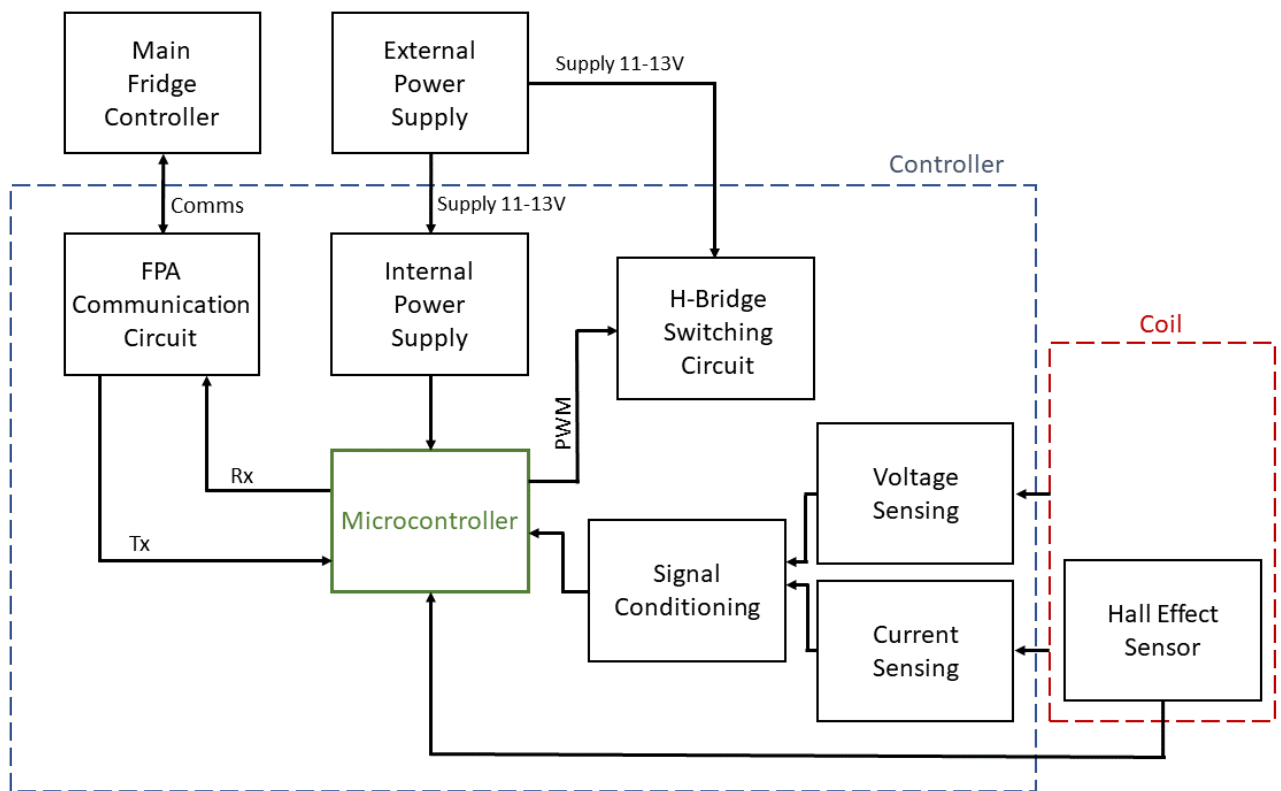 Main
Fridge
Controller
External
Power
Supply
Supply 11-13V
Controller
Comms
Supply 11-13V
FPA
Communication
Circuit
Internal
Power
Supply
H-Bridge
Switching
Circuit
Coil
PWM
Rx
Microcontroller
Tx
Voltage
Sensing
Signal
Conditioning
Current
Sensing
Hall Effect
Sensor